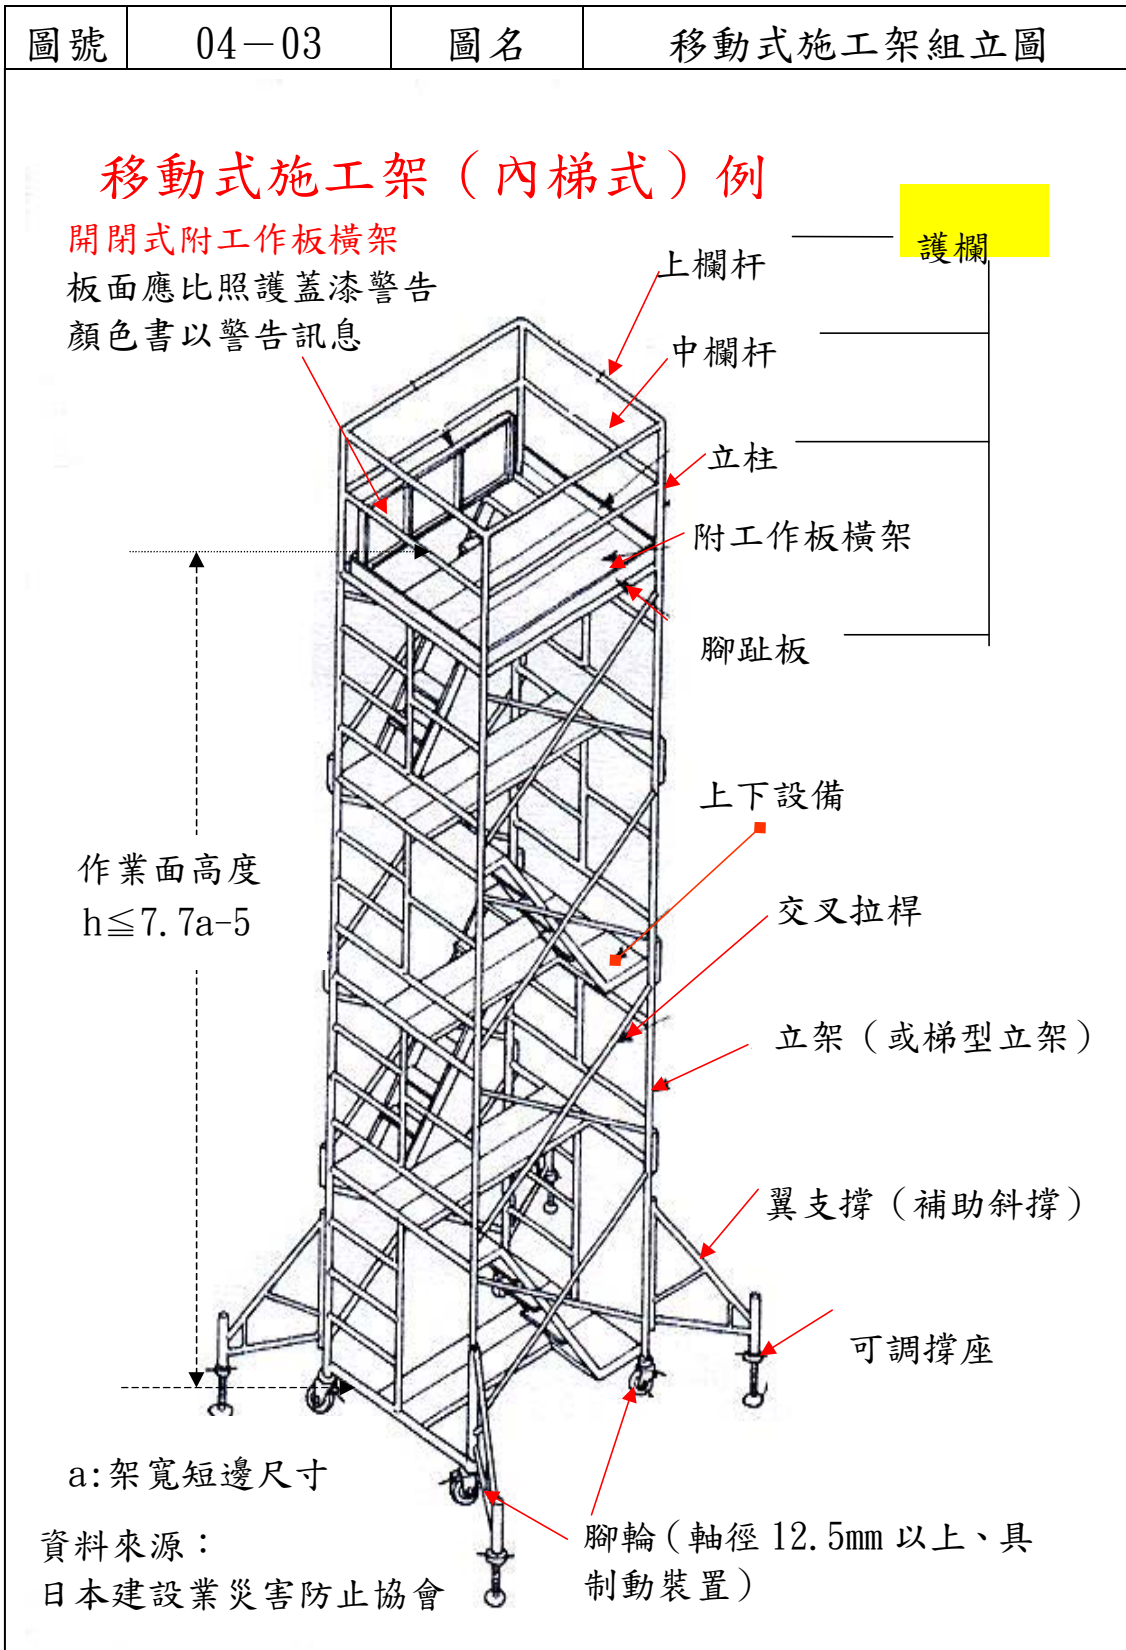 圖號 04－03 圖名 移動式施工架組立圖
移動式施工架（內梯式）例
開閉式附工作板橫架
板面應比照護蓋漆警告
顏色書以警告訊息
護欄
上欄杆
中欄杆
立柱
附工作板橫架
腳趾板
上下設備
作業面高度
h≦7.7a-5
交叉拉桿
立架（或梯型立架）
翼支撐（補助斜撐）
可調撐座
a:架寬短邊尺寸
腳輪（軸徑 12.5mm 以上、具
制動裝置）
資料來源：
日本建設業災害防止協會